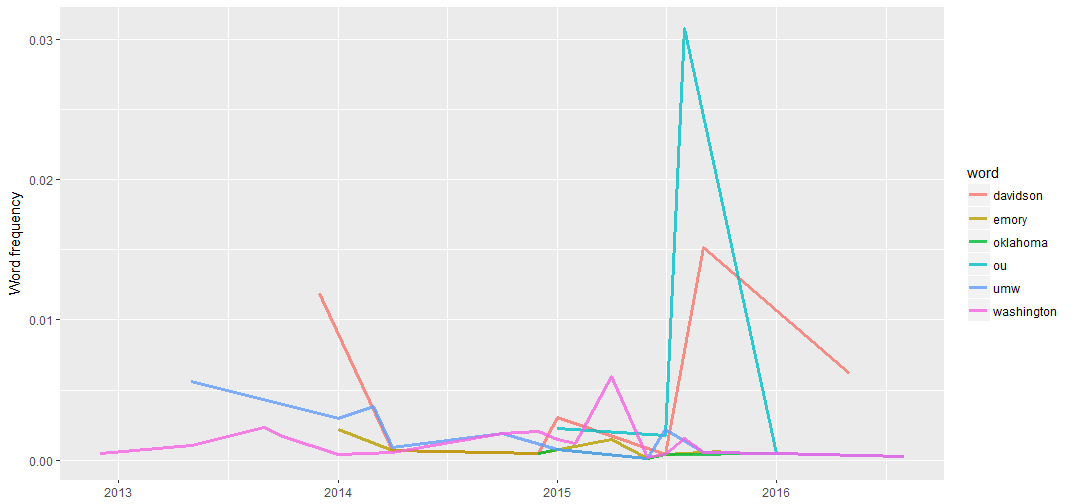 Word frequency
0.03
0.02
0.01
0.00
2013
2014
2015
2016
word
davidson
emory
oklahoma
ou
umw
washington